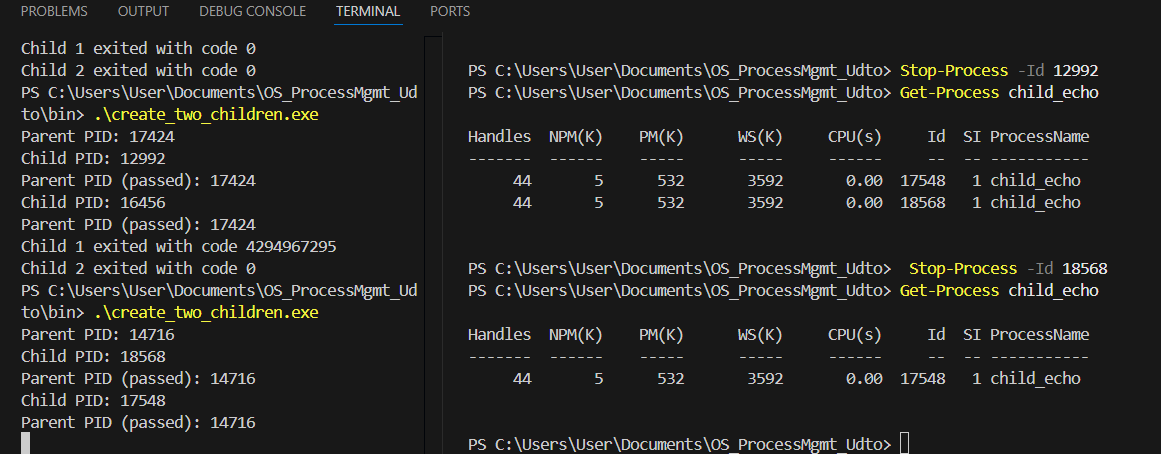 PROBLEMS OUTPUT DEBUG CONSOLE TERMINAL PORTS
Child 1 exited with code 0
Child 2 exited with code 0
PS C:\Users\User\Documents\OS_ProcessMgmt_Ud
to\bin> .\create_two_children.exe
Parent PID: 17424
Child PID: 12992
Parent PID (passed): 17424
Child PID: 16456
Parent PID (passed): 17424
Child 1 exited with code 4294967295
Child 2 exited with code 0
PS C:\Users\User\Documents\OS_ProcessMgmt_Ud
to\bin> .\create_two_children.exe
Parent PID: 14716
Child PID: 18568
Parent PID (passed): 14716
Child PID: 17548
Parent PID (passed): 14716
PS C:\Users\User\Documents\OS_ProcessMgmt_Udto> Stop-Process -Id 12992
PS C:\Users\User\Documents\OS_ProcessMgmt_Udto> Get-Process child_echo
Handles  NPM(K)    PM(K)      WS(K)     CPU(s)     Id  SI ProcessName
-------  ------    -----      -----     ------     --  -- -----------
     44       5      532       3592       0.00  17548   1 child_echo
     44       5      532       3592       0.00  18568   1 child_echo
PS C:\Users\User\Documents\OS_ProcessMgmt_Udto>  Stop-Process -Id 18568
PS C:\Users\User\Documents\OS_ProcessMgmt_Udto> Get-Process child_echo
Handles  NPM(K)    PM(K)      WS(K)     CPU(s)     Id  SI ProcessName
-------  ------    -----      -----     ------     --  -- -----------
     44       5      532       3592       0.00  17548   1 child_echo
PS C:\Users\User\Documents\OS_ProcessMgmt_Udto>